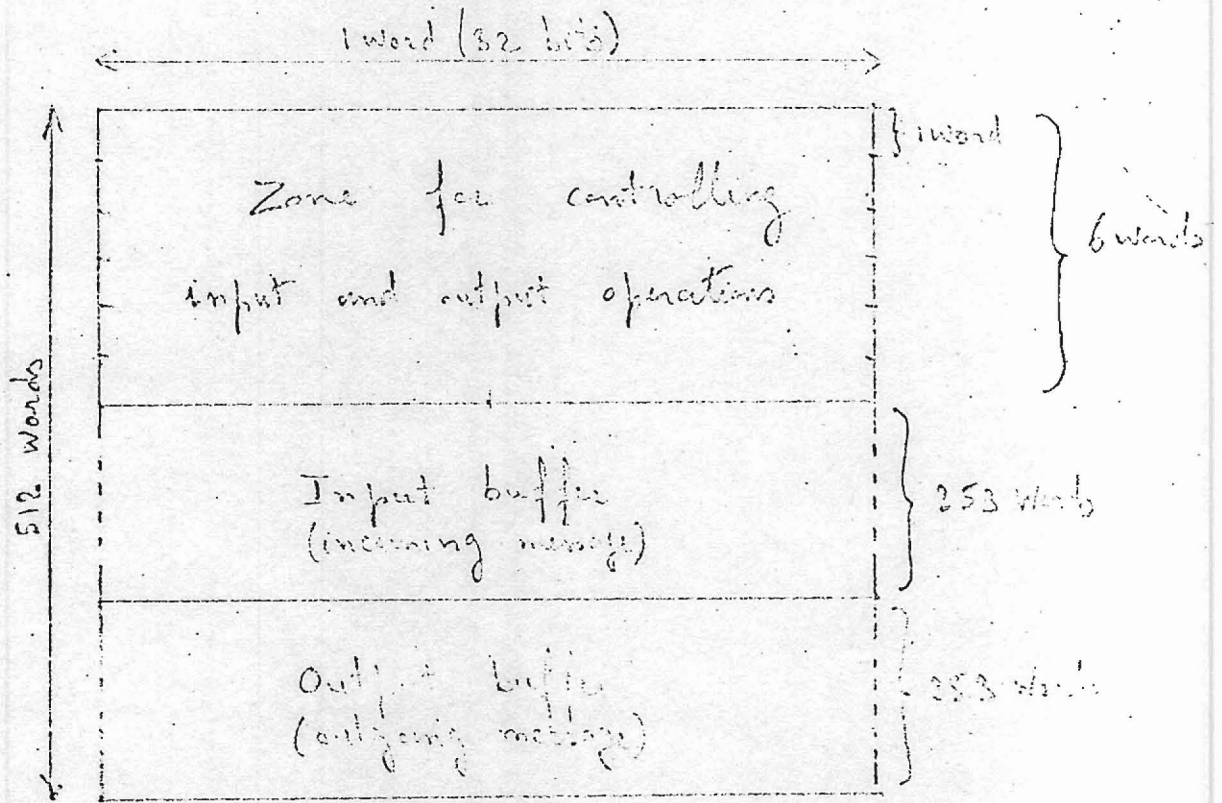 1 word (32 bits)
1 word
Zone for controlling
input and output operations
6 words
512 words
Input buffer
(incoming message)
253 words
Output buffer
(outgoing message)
253 words